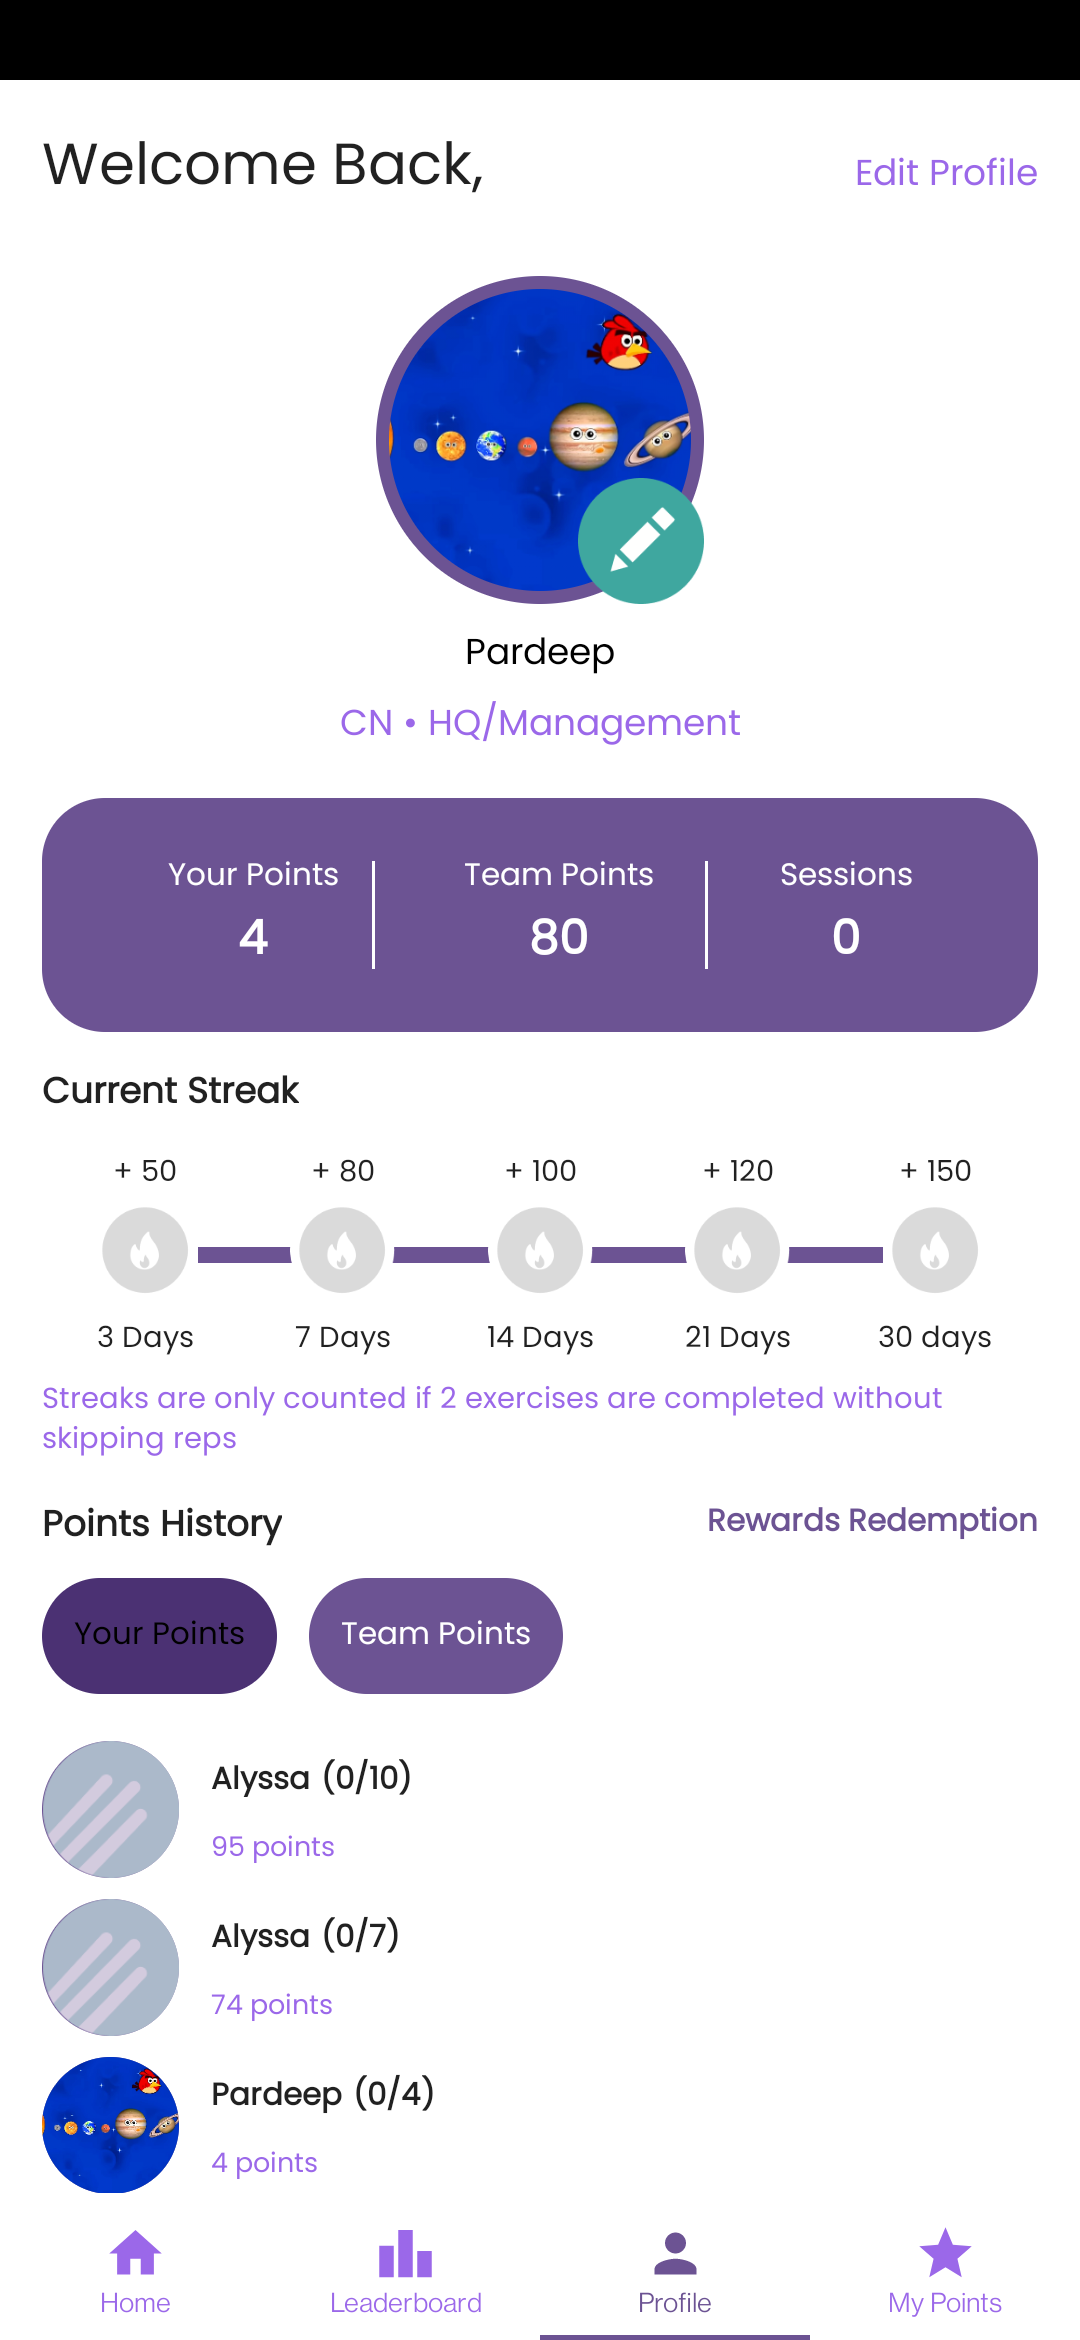 Welcome Back,
Edit Profile
Pardeep
CN • HQ/Management
Your Points
4
Team Points
80
Sessions
0
Current Streak
+ 50
+ 80
+ 100
+ 120
+ 150
3 Days
7 Days
14 Days
21 Days
30 days
Streaks are only counted if 2 exercises are completed without
skipping reps
Points History
Rewards Redemption
Your Points
Team Points
Alyssa (0/10)
95 points
Alyssa (0/7)
74 points
Pardeep (0/4)
4 points
Home
Leaderboard
Profile
My Points